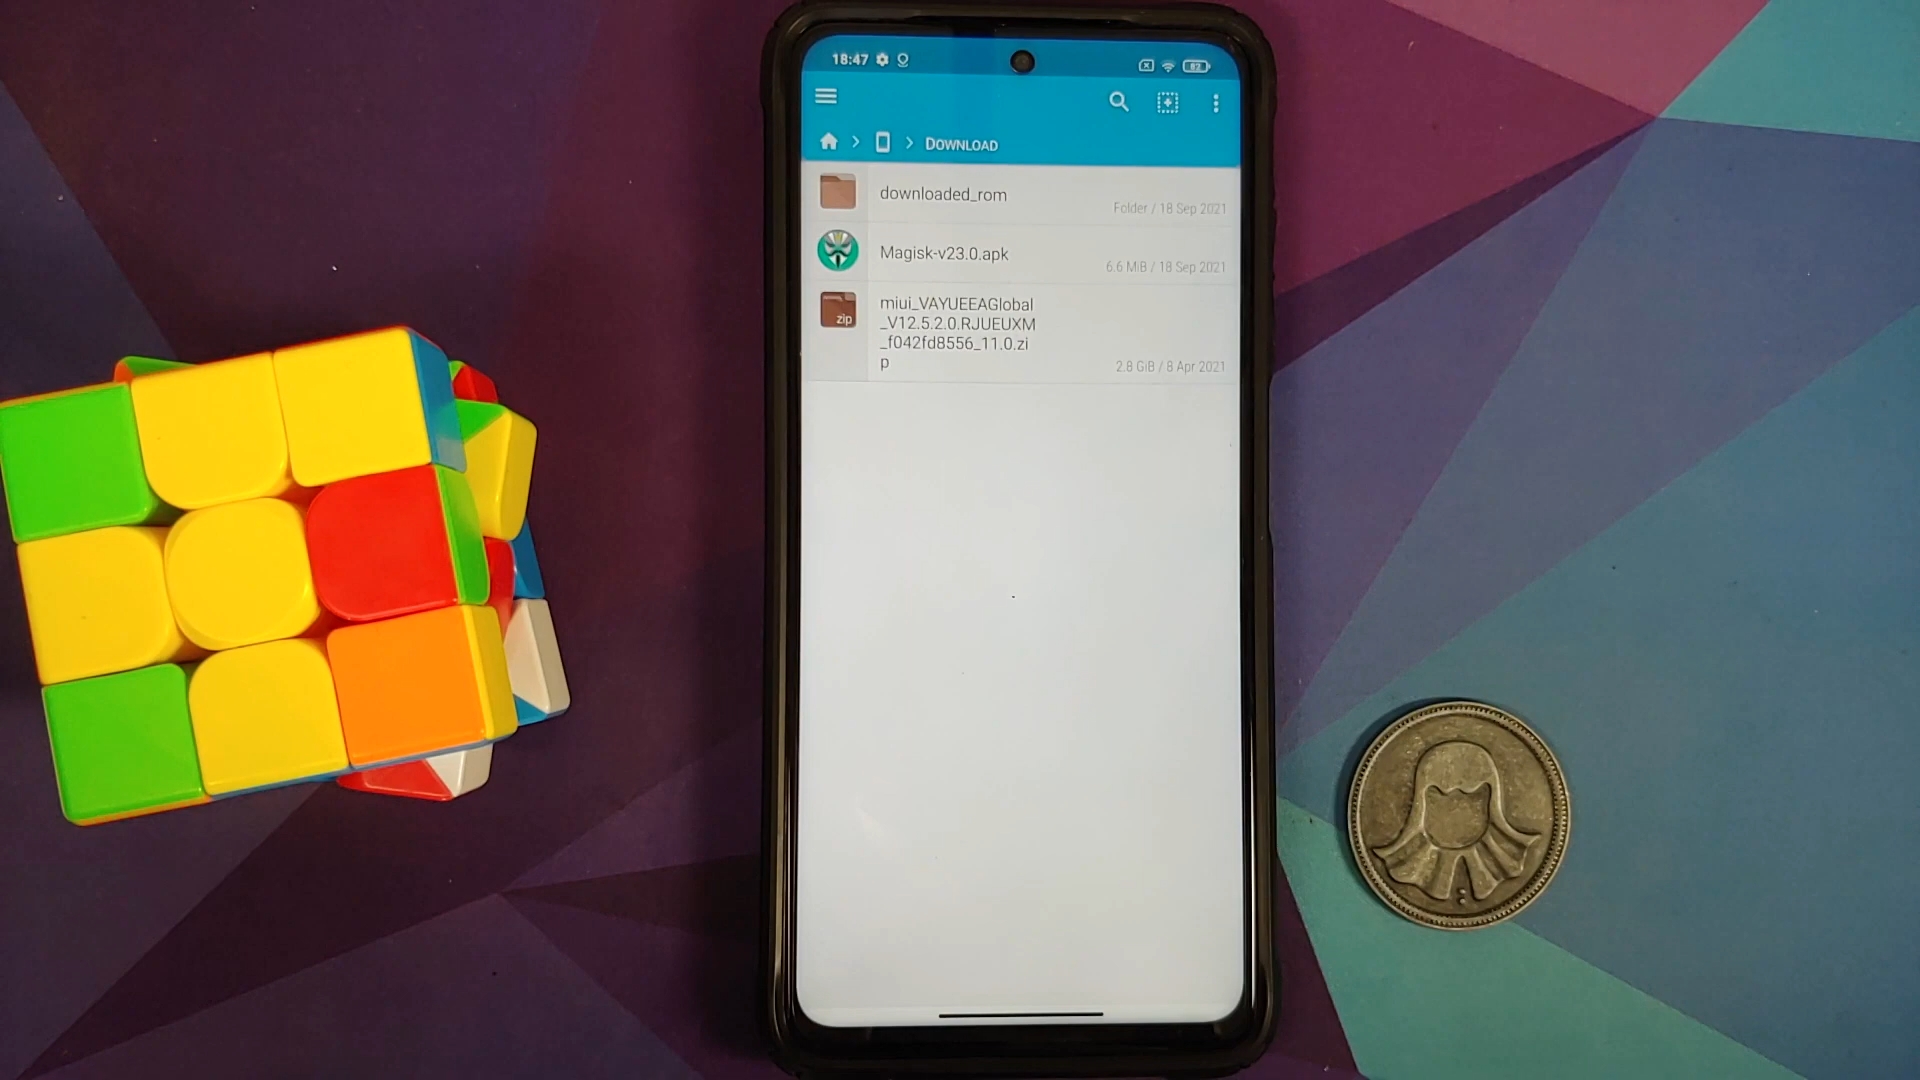 18:47
82
DOWNLOAD
downloaded_rom
Folder / 18 Sep 2021
Magisk-v23.0.apk
6.6 MiB / 18 Sep 2021
miui_VAYUEEAGlobal
_V12.5.2.0.RJUEUXM
_f042fd8556_11.0.zi
p
zip
2.8 GiB / 8 Apr 2021